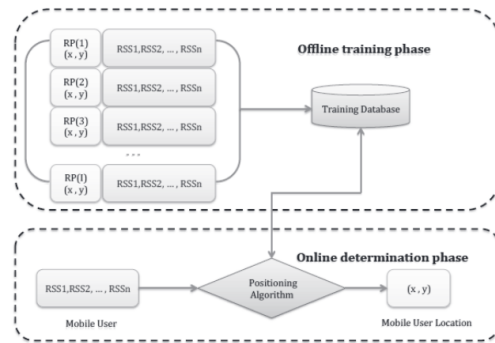 Offline training phase
RP(1)
(x , y)
RSS1,RSS2, ... , RSSn
RP(2)
(x , y)
RSS1,RSS2, ... , RSSn
RP(3)
(x , y)
RSS1,RSS2, ... , RSSn
...
RP(I)
(x , y)
RSS1,RSS2, ... , RSSn
Training Database
Online determination phase
RSS1,RSS2, ... , RSSn
Mobile User
Positioning
Algorithm
(x , y)
Mobile User Location